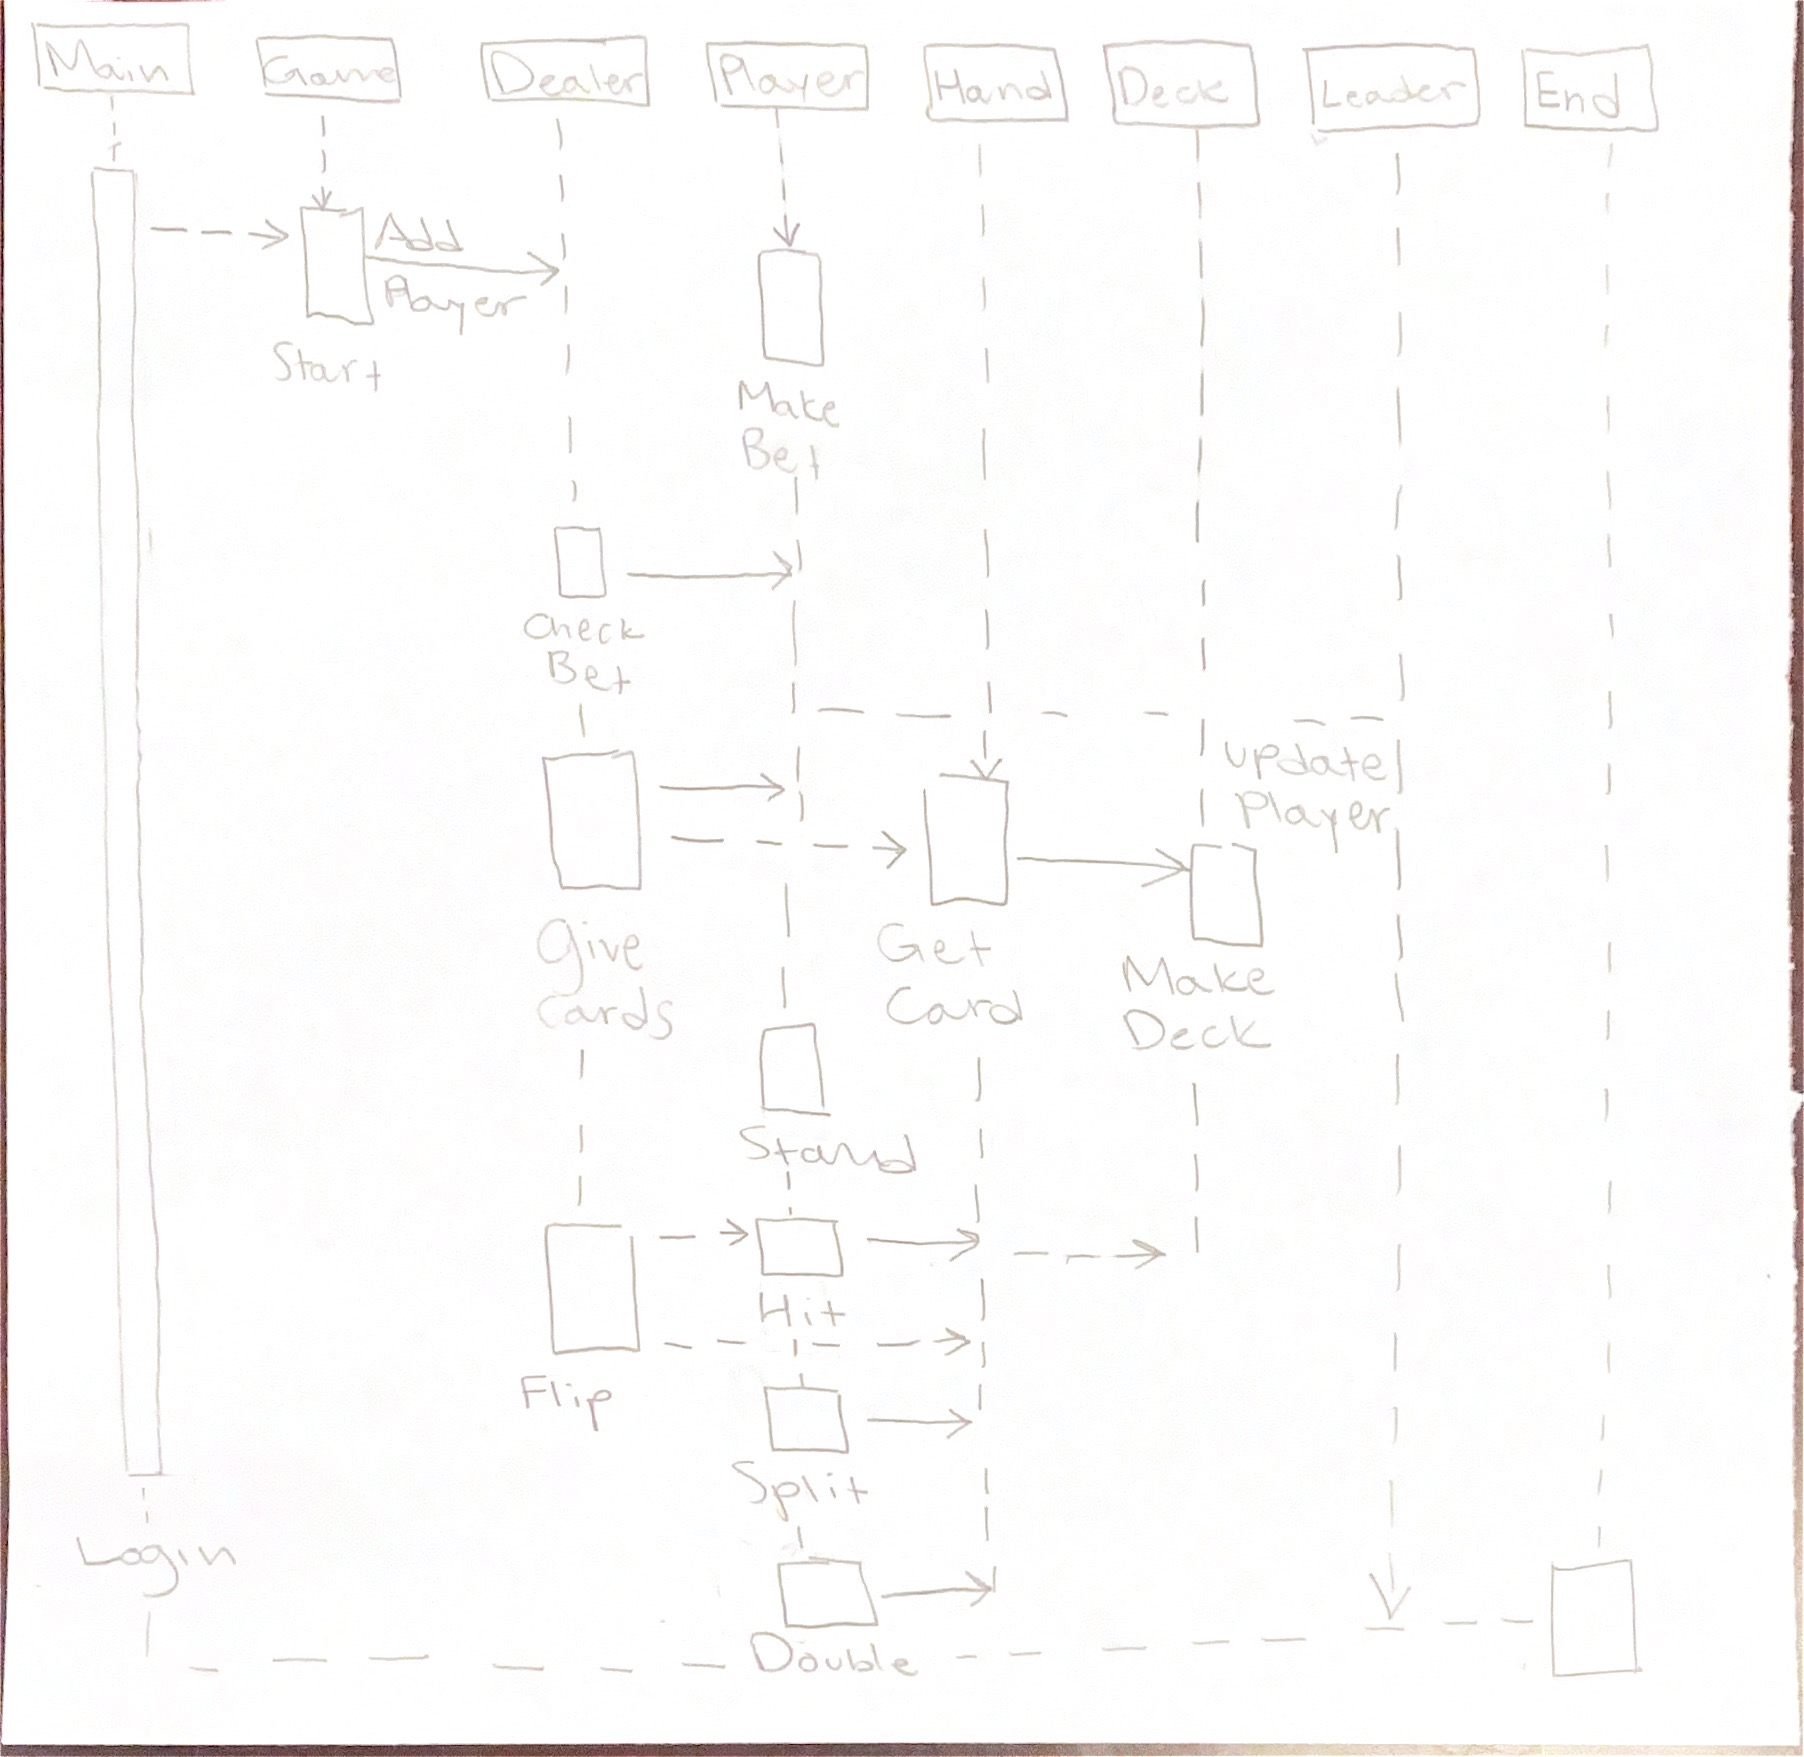 Main
Game
Dealer
Player
Hand
Deck
Leader
End
Add
Player
Start
Make
Bet
Check
Bet
update
Player
Give
Cards
Get
Card
Make
Deck
Stand
Hit
Flip
Split
Login
Double